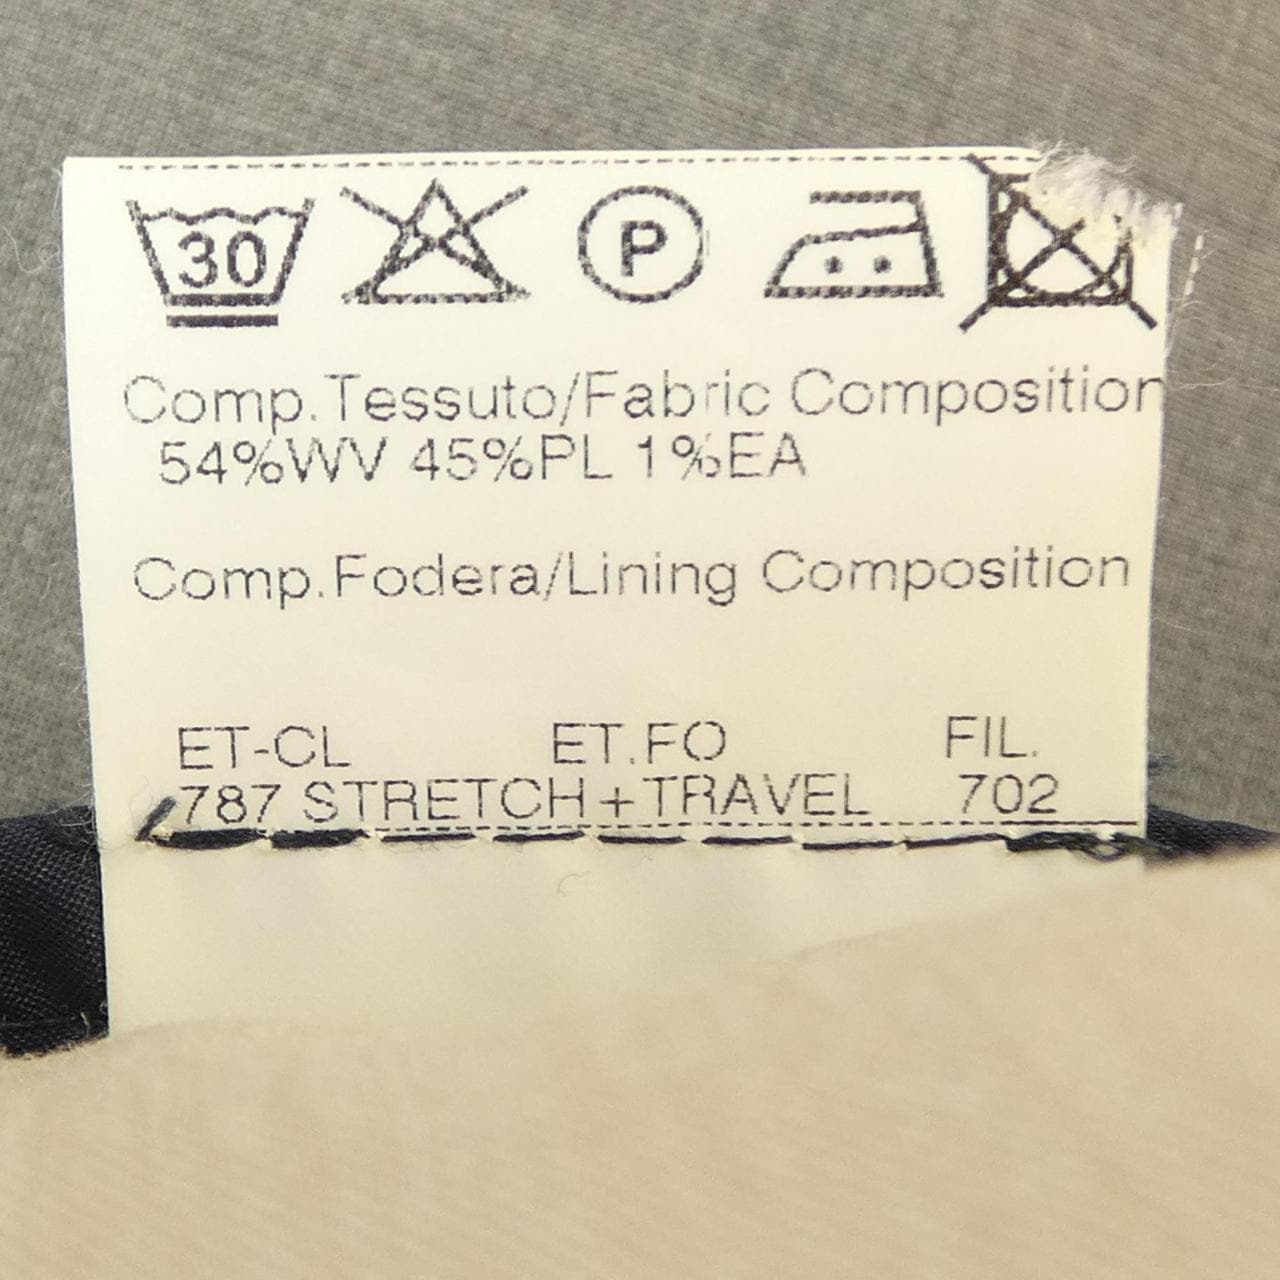 30 P
Comp.Tessuto/Fabric Composition
54%WV 45%PL 1%EA
Comp.Fodera/Lining Composition
ET-CL ET.FO FIL.
787 STRETCH+TRAVEL 702